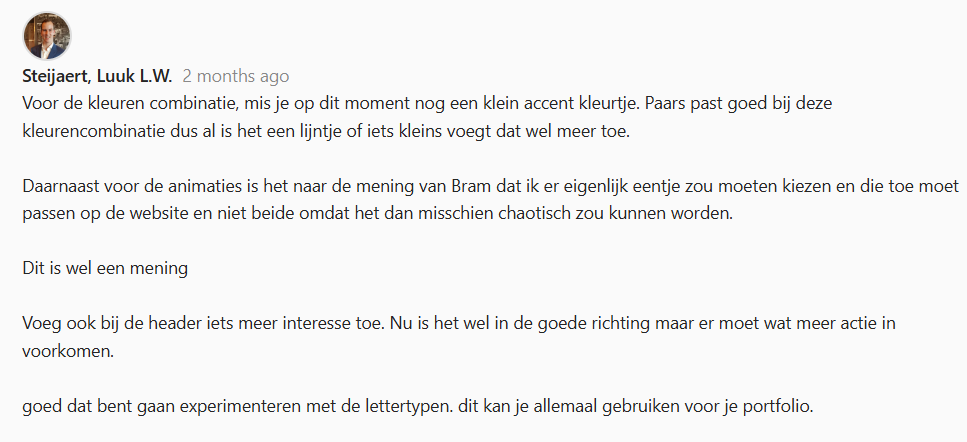 Steijaert, Luuk L.W. 2 months ago
Voor de kleuren combinatie, mis je op dit moment nog een klein accent kleurtje. Paars past goed bij deze
kleurencombinatie dus al is het een lijntje of iets kleins voegt dat wel meer toe.
Daarnaast voor de animaties is het naar de mening van Bram dat ik er eigenlijk eentje zou moeten kiezen en die toe moet
passen op de website en niet beide omdat het dan misschien chaotisch zou kunnen worden.
Dit is wel een mening
Voeg ook bij de header iets meer interesse toe. Nu is het wel in de goede richting maar er moet wat meer actie in
voorkomen.
goed dat bent gaan experimenteren met de lettertypen. dit kan je allemaal gebruiken voor je portfolio.